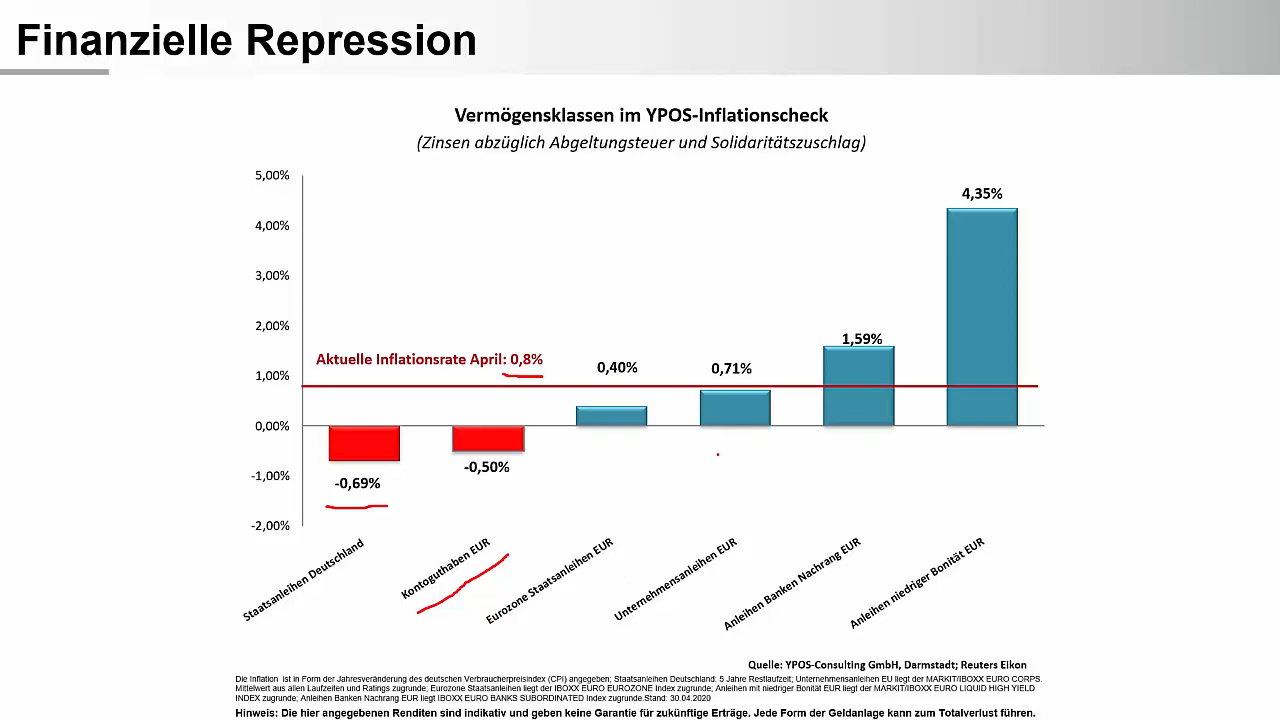 Finanzielle Repression
Vermögensklassen im YPOS-Inflationscheck
(Zinsen abzüglich Abgeltungsteuer und Solidaritätszuschlag)
5,00%
4,00%
3,00%
2,00%
1,00%
0,00%
-1,00%
-2,00%
Aktuelle Inflationsrate April: 0,8%
-0,69%
-0,50%
0,40%
0,71%
1,59%
4,35%
Staatsanleihen Deutschland
Kontoguthaben EUR
Eurozone Staatsanleihen EUR
Unternehmensanleihen EUR
Anleihen Banken Nachrang EUR
Anleihen niedriger Bonität EUR
Quelle: YPOS-Consulting GmbH, Darmstadt; Reuters Eikon
Die Inflation ist in Form der Jahresveränderung des deutschen Verbraucherpreisindex (CPI) angegeben; Staatsanleihen Deutschland: 5 Jahre Restlaufzeit; Unternehmensanleihen EU liegt der MARKIT/IBOXX EURO CORPS.
Mittelwert aus allen Laufzeiten und Ratings zugrunde; Eurozone Staatsanleihen liegt der IBOXX EURO EUROZONE Index zugrunde; Anleihen mit niedriger Bonität EUR liegt der MARKIT/IBOXX EURO LIQUID HIGH YIELD
INDEX zugrunde; Anleihen Banken Nachrang EUR liegt IBOXX EURO BANKS SUBORDINATED Index zugrunde.Stand: 30.04.2020
Hinweis: Die hier angegebenen Renditen sind indikativ und geben keine Garantie für zukünftige Erträge. Jede Form der Geldanlage kann zum Totalverlust führen.